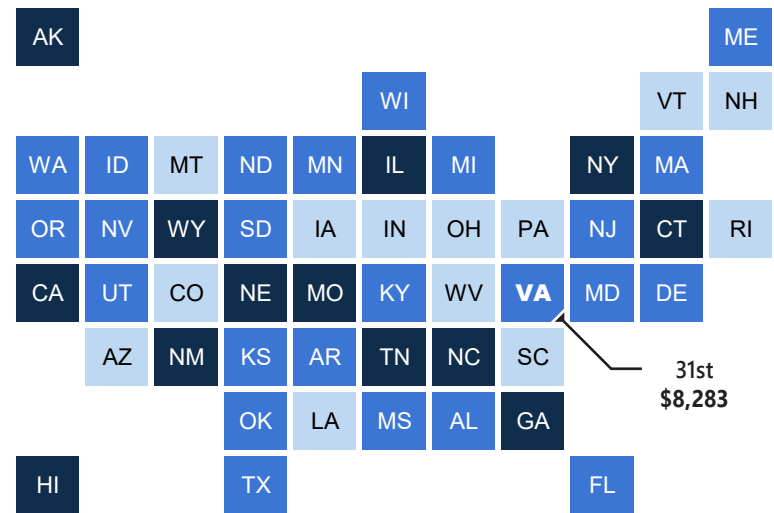 AK ME
WI VT NH
WA ID MT ND MN IL MI NY MA
OR NV WY SD IA IN OH PA NJ CT RI
CA UT CO NE MO KY WV VA MD DE
AZ NM KS AR TN NC SC
31st
$8,283
OK LA MS AL GA
HI TX FL